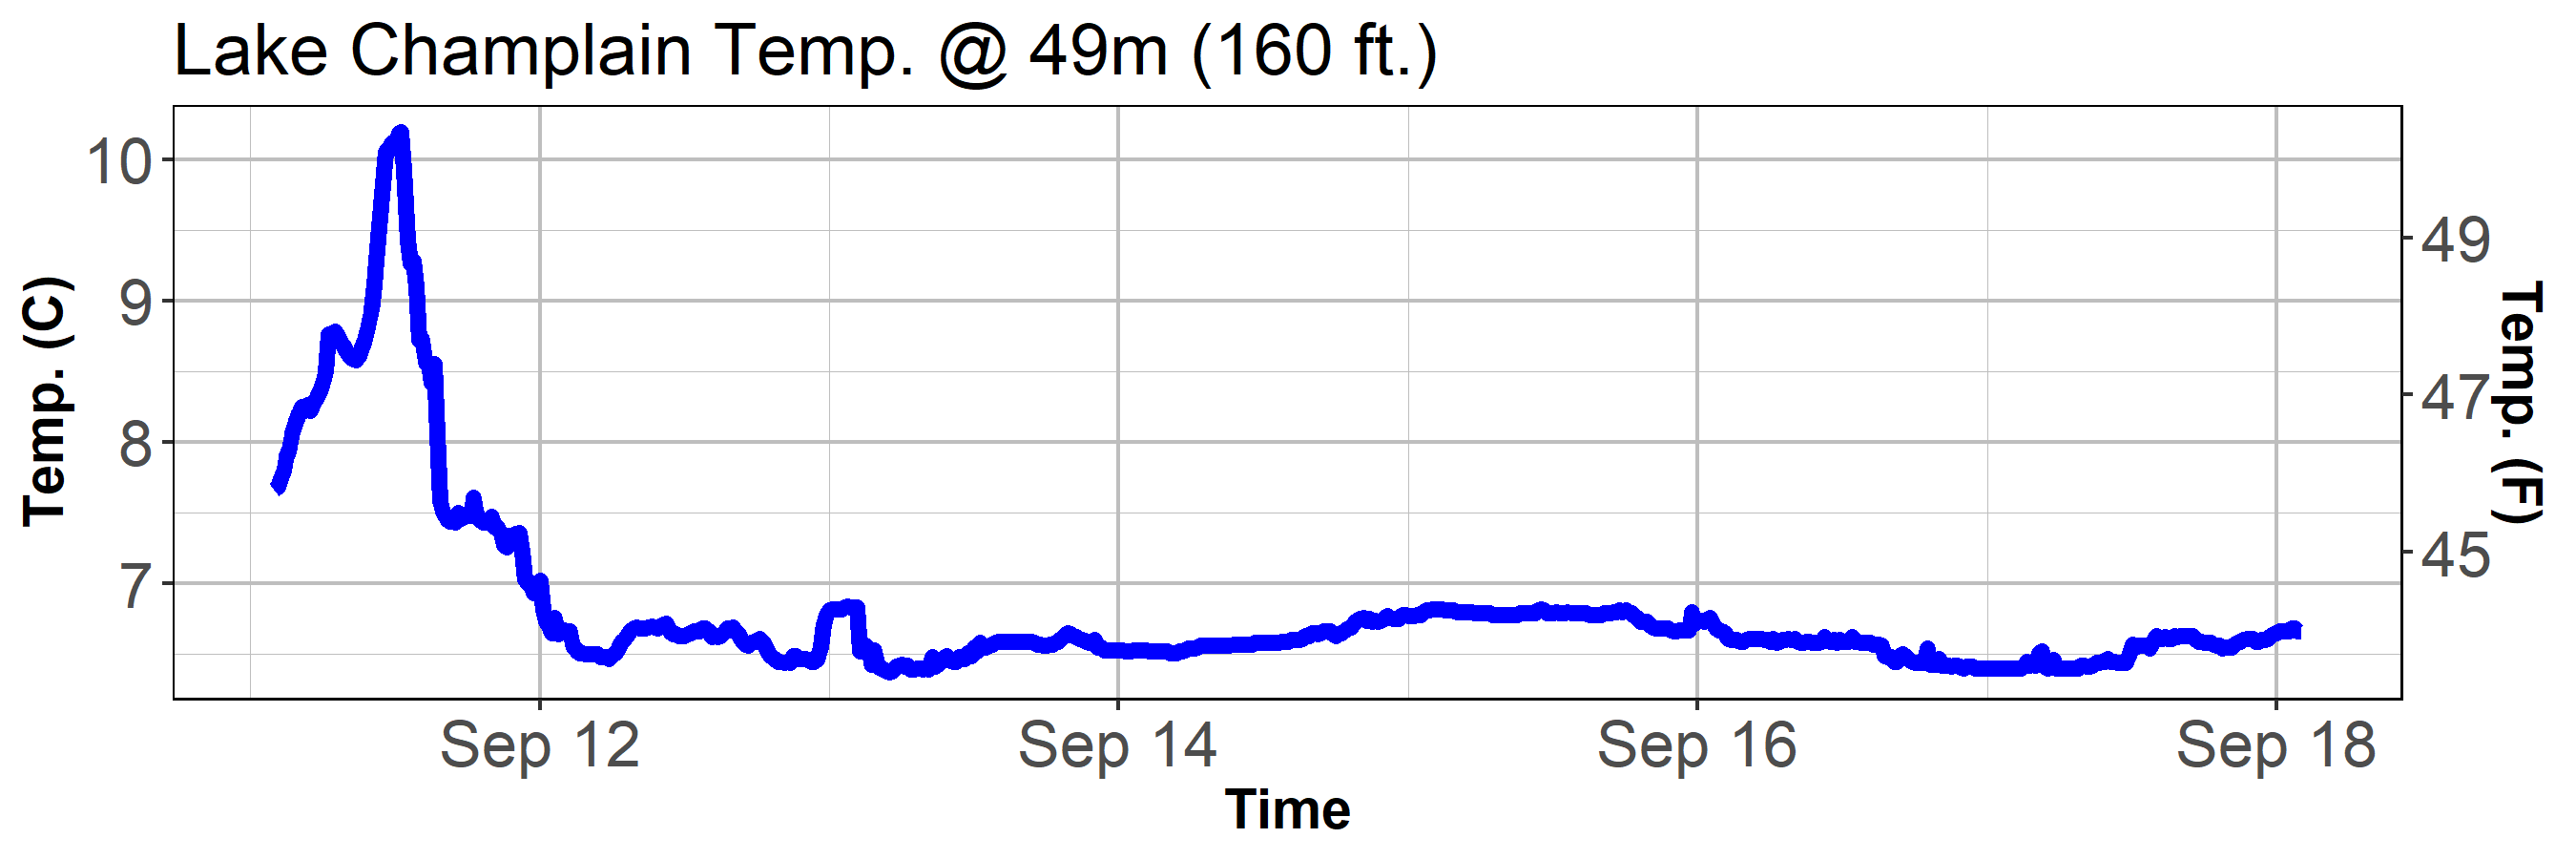 Lake Champlain Temp. @ 49m (160 ft.)
10
9
8
7
Temp. (C)
49
47
45
Temp. (F)
Sep 12
Sep 14
Sep 16
Sep 18
Time